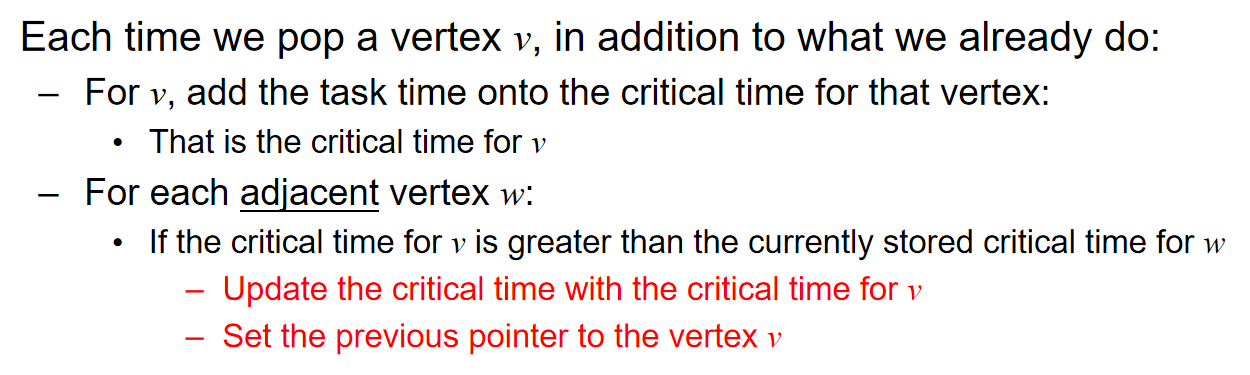 Each time we pop a vertex v, in addition to what we already do:
– For v, add the task time onto the critical time for that vertex:
• That is the critical time for v
– For each adjacent vertex w:
• If the critical time for v is greater than the currently stored critical time for w
– Update the critical time with the critical time for v
– Set the previous pointer to the vertex v